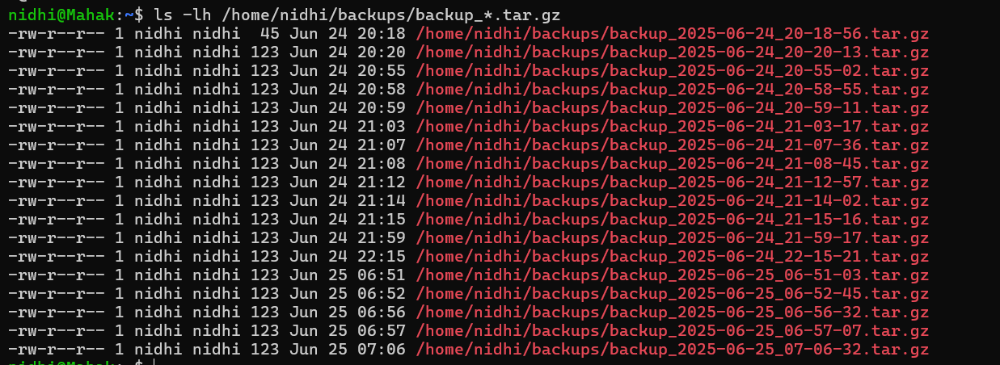 nidhi@Mahak:~$ ls -lh /home/nidhi/backups/backup_*.tar.gz
-rw-r--r-- 1 nidhi nidhi  45 Jun 24 20:18 /home/nidhi/backups/backup_2025-06-24_20-18-56.tar.gz
-rw-r--r-- 1 nidhi nidhi 123 Jun 24 20:20 /home/nidhi/backups/backup_2025-06-24_20-20-13.tar.gz
-rw-r--r-- 1 nidhi nidhi 123 Jun 24 20:55 /home/nidhi/backups/backup_2025-06-24_20-55-02.tar.gz
-rw-r--r-- 1 nidhi nidhi 123 Jun 24 20:58 /home/nidhi/backups/backup_2025-06-24_20-58-55.tar.gz
-rw-r--r-- 1 nidhi nidhi 123 Jun 24 20:59 /home/nidhi/backups/backup_2025-06-24_20-59-11.tar.gz
-rw-r--r-- 1 nidhi nidhi 123 Jun 24 21:03 /home/nidhi/backups/backup_2025-06-24_21-03-17.tar.gz
-rw-r--r-- 1 nidhi nidhi 123 Jun 24 21:07 /home/nidhi/backups/backup_2025-06-24_21-07-36.tar.gz
-rw-r--r-- 1 nidhi nidhi 123 Jun 24 21:08 /home/nidhi/backups/backup_2025-06-24_21-08-45.tar.gz
-rw-r--r-- 1 nidhi nidhi 123 Jun 24 21:12 /home/nidhi/backups/backup_2025-06-24_21-12-57.tar.gz
-rw-r--r-- 1 nidhi nidhi 123 Jun 24 21:14 /home/nidhi/backups/backup_2025-06-24_21-14-02.tar.gz
-rw-r--r-- 1 nidhi nidhi 123 Jun 24 21:15 /home/nidhi/backups/backup_2025-06-24_21-15-16.tar.gz
-rw-r--r-- 1 nidhi nidhi 123 Jun 24 21:59 /home/nidhi/backups/backup_2025-06-24_21-59-17.tar.gz
-rw-r--r-- 1 nidhi nidhi 123 Jun 24 22:15 /home/nidhi/backups/backup_2025-06-24_22-15-21.tar.gz
-rw-r--r-- 1 nidhi nidhi 123 Jun 25 06:51 /home/nidhi/backups/backup_2025-06-25_06-51-03.tar.gz
-rw-r--r-- 1 nidhi nidhi 123 Jun 25 06:52 /home/nidhi/backups/backup_2025-06-25_06-52-45.tar.gz
-rw-r--r-- 1 nidhi nidhi 123 Jun 25 06:56 /home/nidhi/backups/backup_2025-06-25_06-56-32.tar.gz
-rw-r--r-- 1 nidhi nidhi 123 Jun 25 06:57 /home/nidhi/backups/backup_2025-06-25_06-57-07.tar.gz
-rw-r--r-- 1 nidhi nidhi 123 Jun 25 07:06 /home/nidhi/backups/backup_2025-06-25_07-06-32.tar.gz
nidhi@Mahak:~$